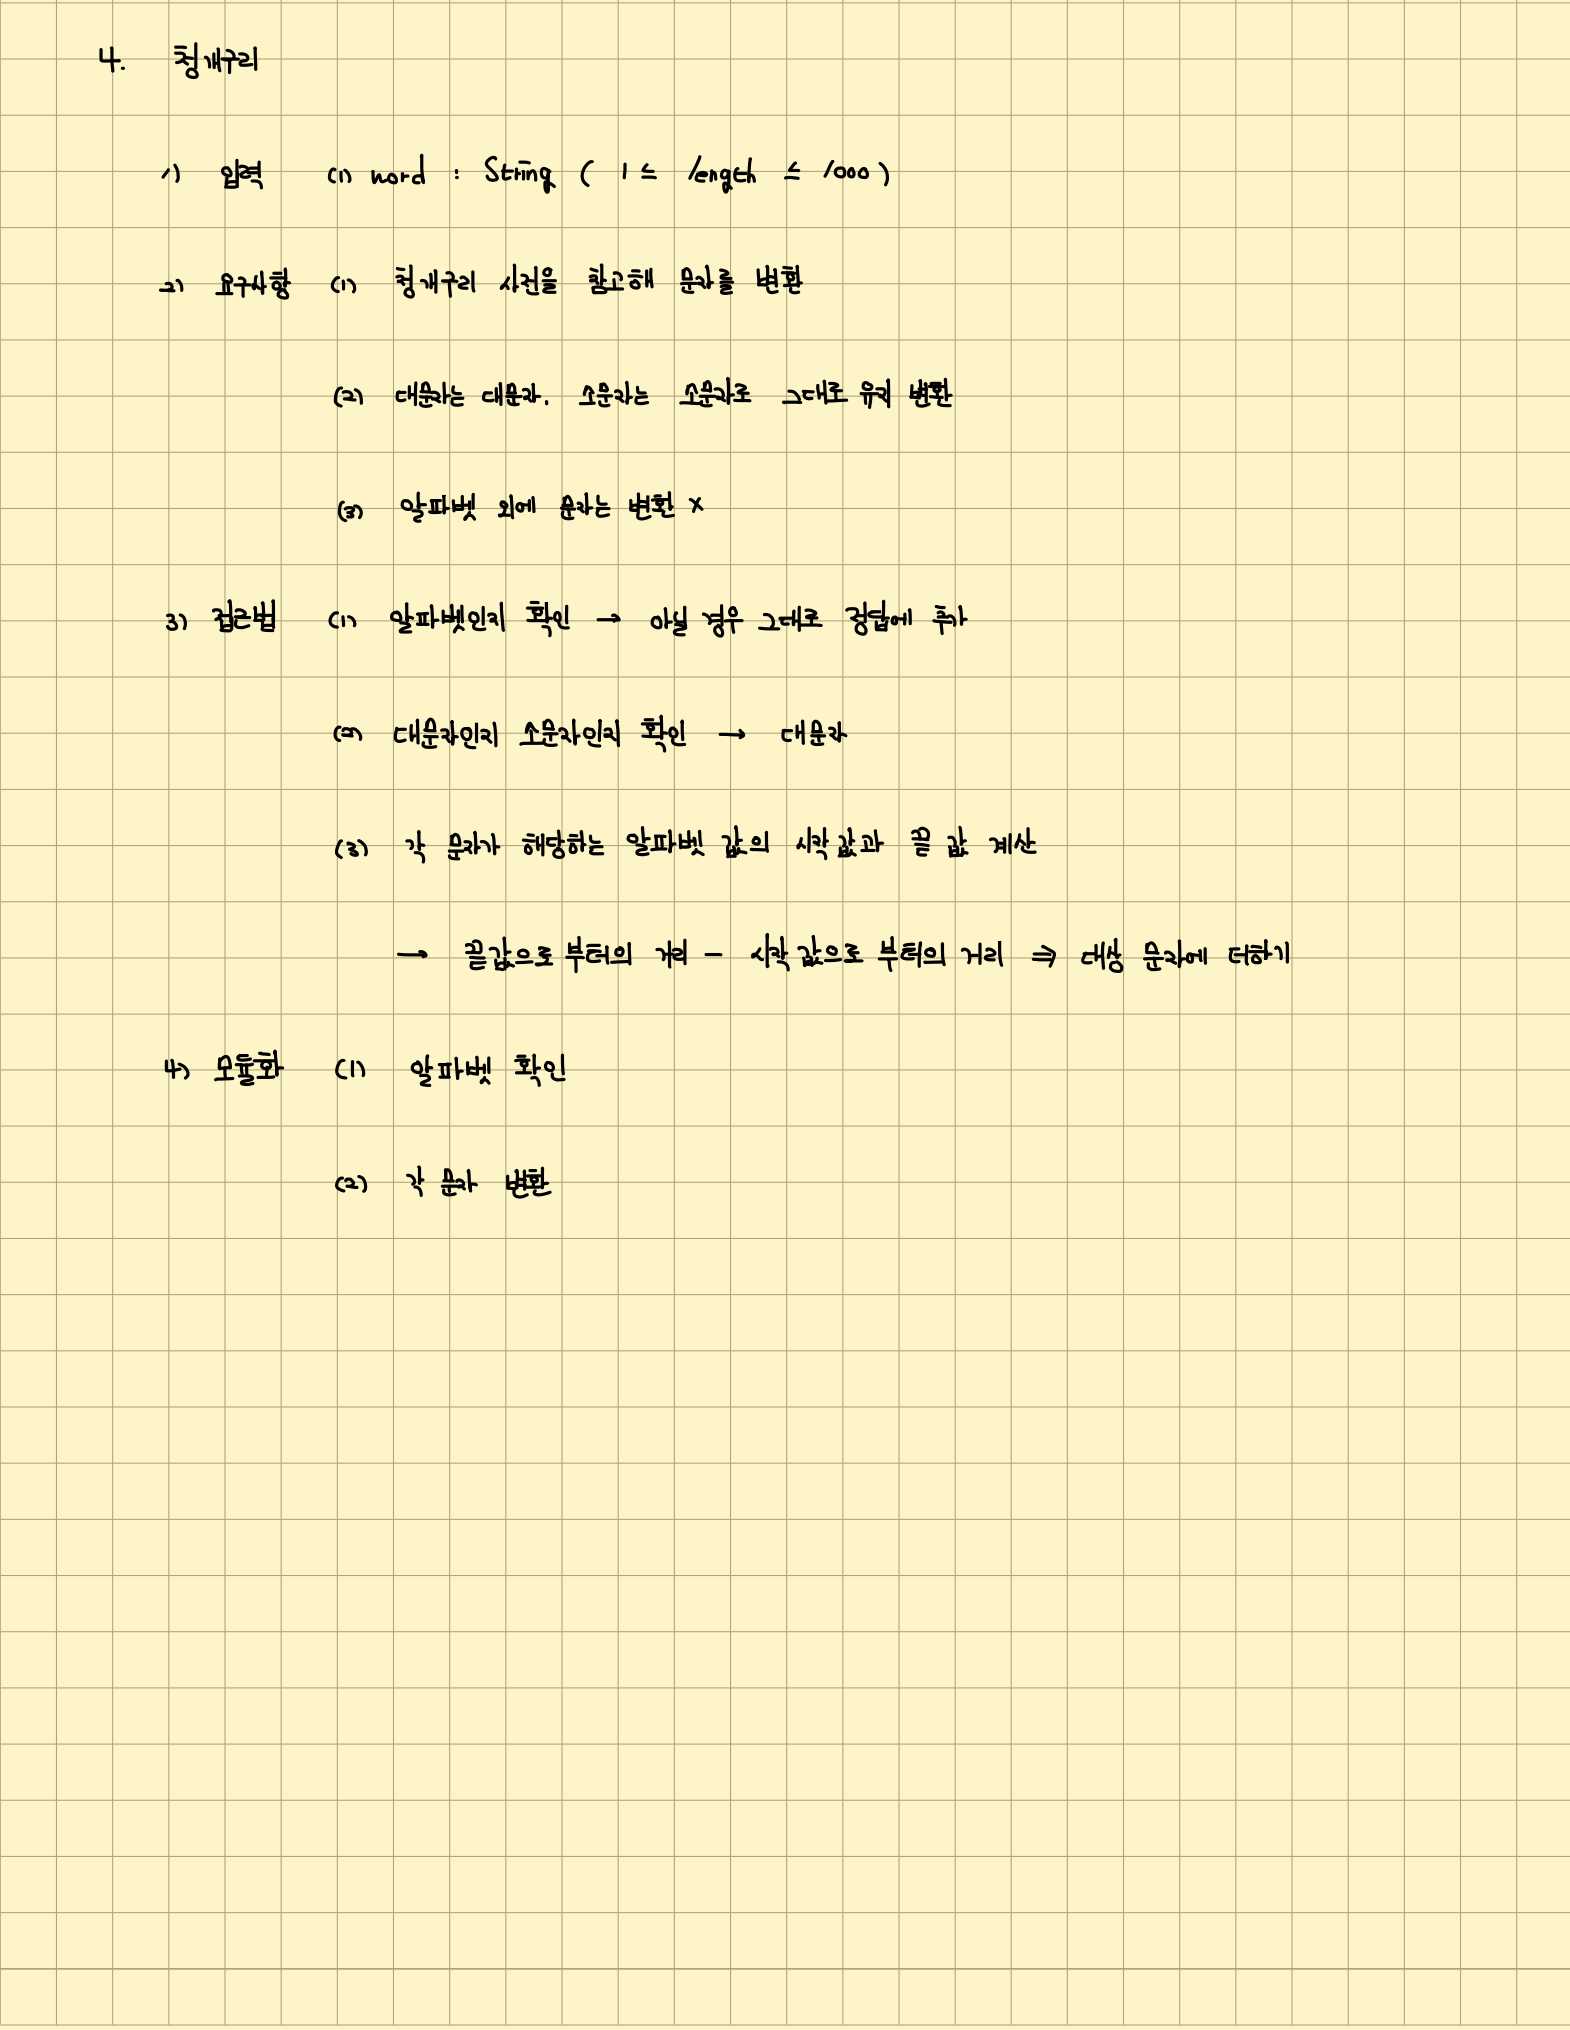 4. 청개구리
1) 입력 (1) word : String ( 1 ≤ length ≤ 1000 )
2) 요구사항 (1) 청개구리 사전을 참고해 문자를 변환
(2) 대문자는 대문자, 소문자는 소문자로 그대로 유지 변환
(3) 알파벳 외에 문자는 변환 X
3) 접근법 (1) 알파벳인지 확인 → 아닐 경우 그대로 정답에 추가
(2) 대문자인지 소문자인지 확인 → 대문자
(3) 각 문자가 해당하는 알파벳 값의 시작 값과 끝 값 계산
→ 끝값으로 부터의 거리 - 시작 값으로 부터의 거리 ⇒ 대상 문자에 더하기
4) 모듈화 (1) 알파벳 확인
(2) 각 문자 변환